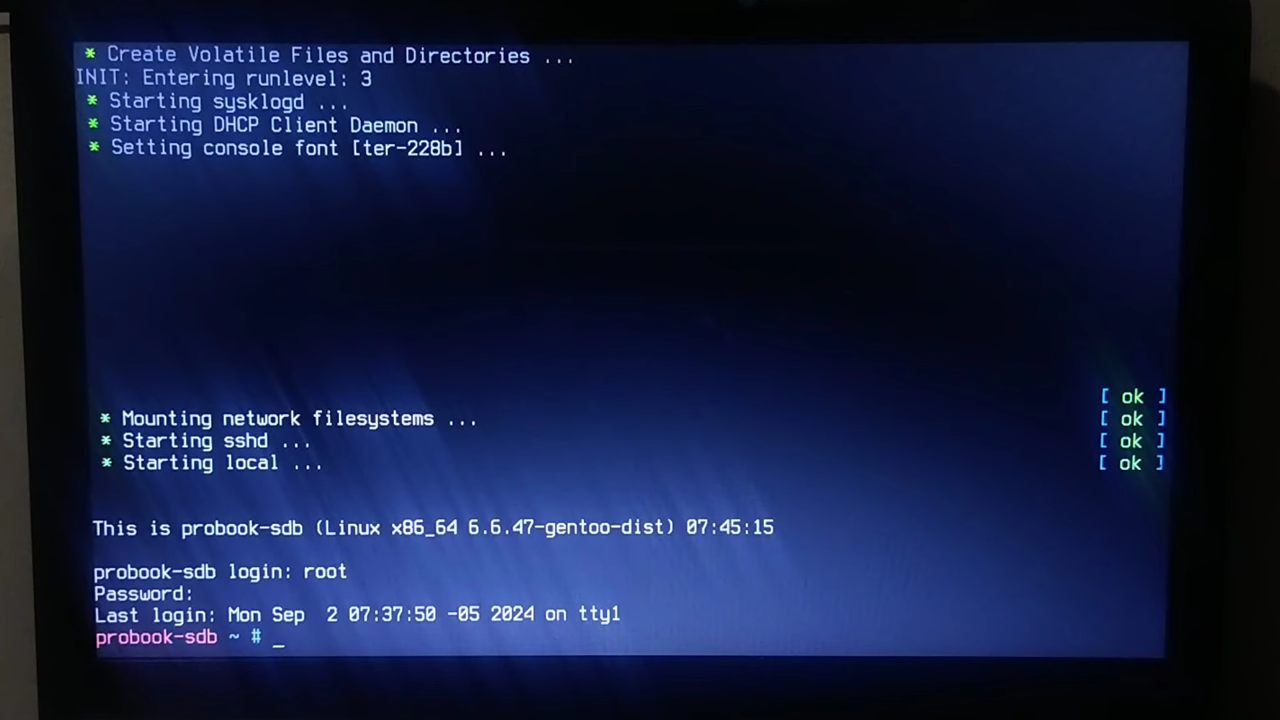 * Create Volatile Files and Directories ...
INIT: Entering runlevel: 3
* Starting sysklogd ...
* Starting DHCP Client Daemon ...
* Setting console font [ter-228b] ...
[ ok ]
* Mounting network filesystems ... [ ok ]
* Starting sshd ... [ ok ]
* Starting local ... [ ok ]
This is probook-sdb (Linux x86_64 6.6.47-gentoo-dist) 07:45:15
probook-sdb login: root
Password:
Last login: Mon Sep  2 07:37:50 -05 2024 on tty1
probook-sdb ~ # _